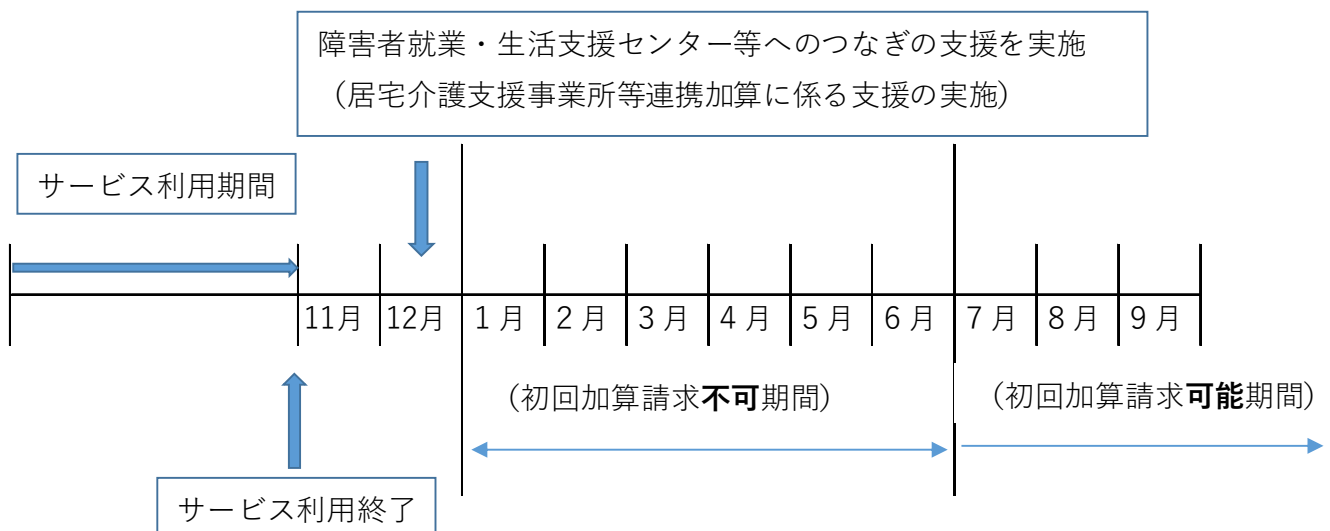 障害者就業・生活支援センター等へのつなぎの支援を実施
（居宅介護支援事業所等連携加算に係る支援の実施）
サービス利用期間
11月 12月 1月 2月 3月 4月 5月 6月 7月 8月 9月
（初回加算請求不可期間） （初回加算請求可能期間）
サービス利用終了